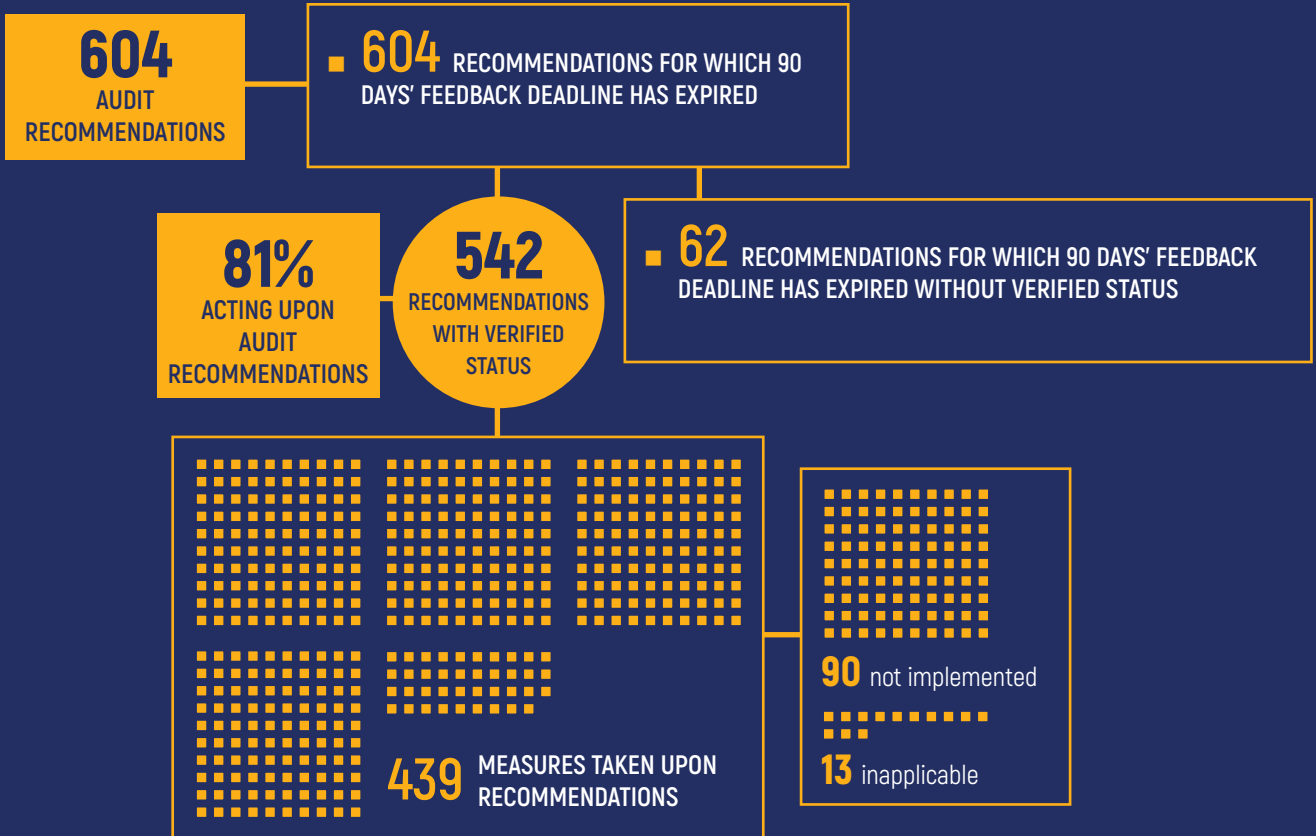 604
AUDIT
RECOMMENDATIONS
604 RECOMMENDATIONS FOR WHICH 90
DAYS' FEEDBACK DEADLINE HAS EXPIRED
81%
ACTING UPON
AUDIT
RECOMMENDATIONS
542
RECOMMENDATIONS
WITH VERIFIED
STATUS
62 RECOMMENDATIONS FOR WHICH 90 DAYS' FEEDBACK
DEADLINE HAS EXPIRED WITHOUT VERIFIED STATUS
439 MEASURES TAKEN UPON
RECOMMENDATIONS
90 not implemented
13 inapplicable